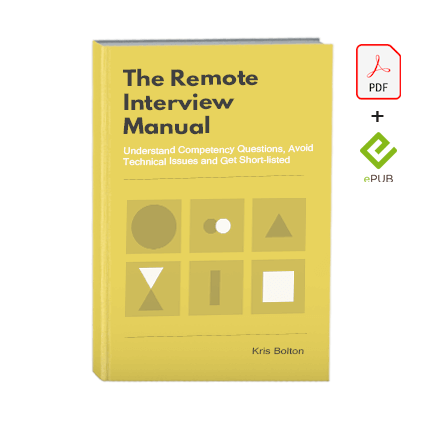 The Remote
Interview
Manual
Understand Competency Questions, Avoid
Technical Issues and Get Short-listed
Kris Bolton
PDF
+
ePUB